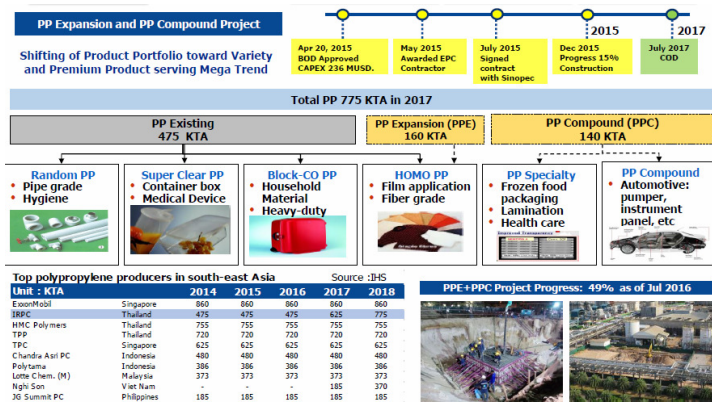 PP Expansion and PP Compound Project
Shifting of Product Portfolio toward Variety
and Premium Product serving Mega Trend
2015
2017
Apr 20, 2015
BOD Approved
CAPEX 236 MUSD.
May 2015
Awarded EPC
Contractor
July 2015
Signed
contract
with Sinopec
Dec 2015
Progress 15%
Construction
July 2017
COD
Total PP 775 KTA in 2017
PP Existing
475 KTA
PP Expansion (PPE)
160 KTA
PP Compound (PPC)
140 KTA
Random PP
• Pipe grade
• Hygiene
Super Clear PP
• Container box
• Medical Device
Block-CO PP
• Household
Material
• Heavy-duty
HOMO PP
• Film application
• Fiber grade
PP Specialty
• Frozen food
packaging
• Lamination
• Health care
PP Compound
• Automotive:
pumper,
instrument
panel, etc
Top polypropylene producers in south-east Asia Source :IHS
Unit : KTA 2014 2015 2016 2017 2018
ExxonMobil Singapore 860 860 860 860 860
IRPC Thailand 475 475 475 625 775
HMC Polymers Thailand 755 755 755 755 755
TPP Thailand 720 720 720 720 720
TPC Singapore 625 625 625 625 625
Chandra Asri PC Indonesia 480 480 480 480 480
Polytama Indonesia 386 386 386 386 386
Lotte Chem. (M) Malaysia 373 373 373 373 373
Nghi Son Viet Nam - - - 185 370
JG Summit PC Philippines 185 185 185 185 185
PPE+PPC Project Progress: 49% as of Jul 2016